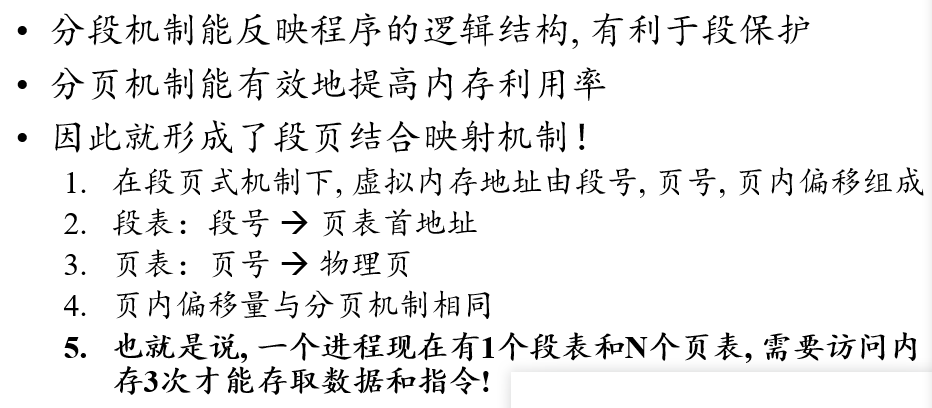 • 分段机制能反映程序的逻辑结构, 有利于段保护
• 分页机制能有效地提高内存利用率
• 因此就形成了段页结合映射机制!
1. 在段页式机制下, 虚拟内存地址由段号, 页号, 页内偏移组成
2. 段表: 段号 → 页表首地址
3. 页表: 页号 → 物理页
4. 页内偏移量与分页机制相同
5. 也就是说, 一个进程现在有1个段表和N个页表, 需要访问内
存3次才能存取数据和指令!